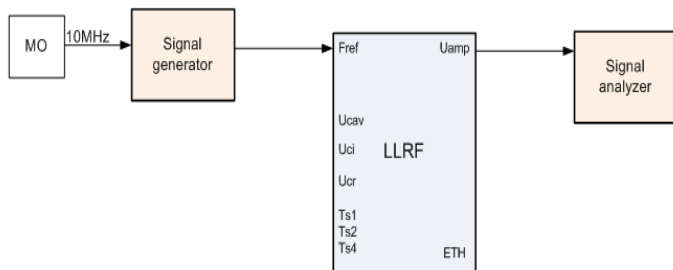 MO
10MHz
Signal
generator
Fref
Uamp
Signal
analyzer
Ucav
Uci
LLRF
Ucr
Ts1
Ts2
Ts4
ETH